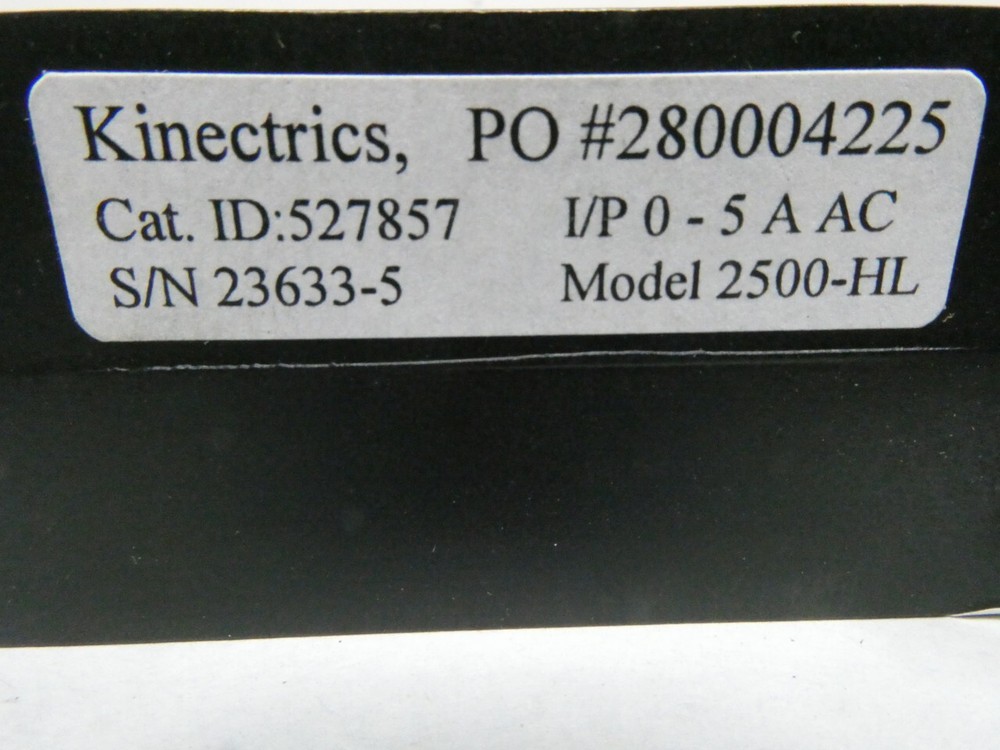 Kinectrics, PO #280004225
Cat. ID:527857 I/P 0 - 5 A AC
S/N 23633-5 Model 2500-HL